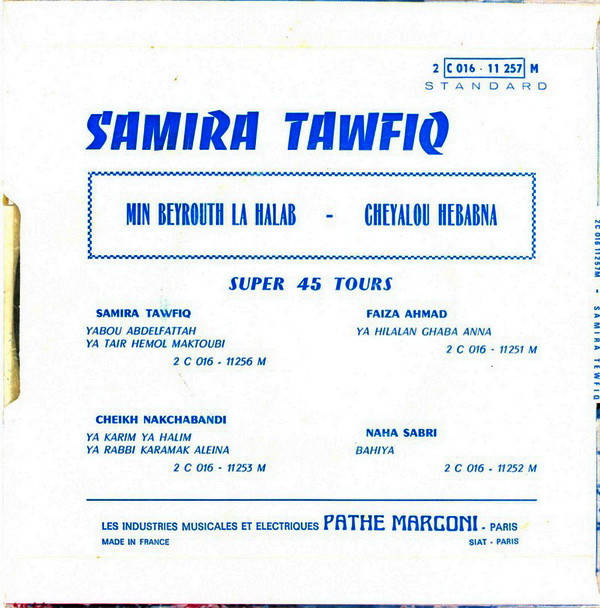 2 C 016 - 11 257 M
STANDARD
SAMIRA TAWFIQ
MIN BEYROUTH LA HALAB - CHEYALOU HEBABNA
SUPER 45 TOURS
SAMIRA TAWFIQ
YABOU ABDELFATTAH
YA TAIR HEMOL MAKTOUBI
2 C 016 - 11256 M
FAIZA AHMAD
YA HILALAN GHABA ANNA
2 C 016 - 11251 M
CHEIKH NAKCHABANDI
YA KARIM YA HALIM
YA RABBI KARAMAK ALEINA
2 C 016 - 11253 M
NAHA SABRI
BAHIYA
2 C 016 - 11252 M
LES INDUSTRIES MUSICALES ET ELECTRIQUES PATHE MARCONI - PARIS
MADE IN FRANCE SIAT - PARIS
2C 016 11257M - SAMIRA TEWFIQ